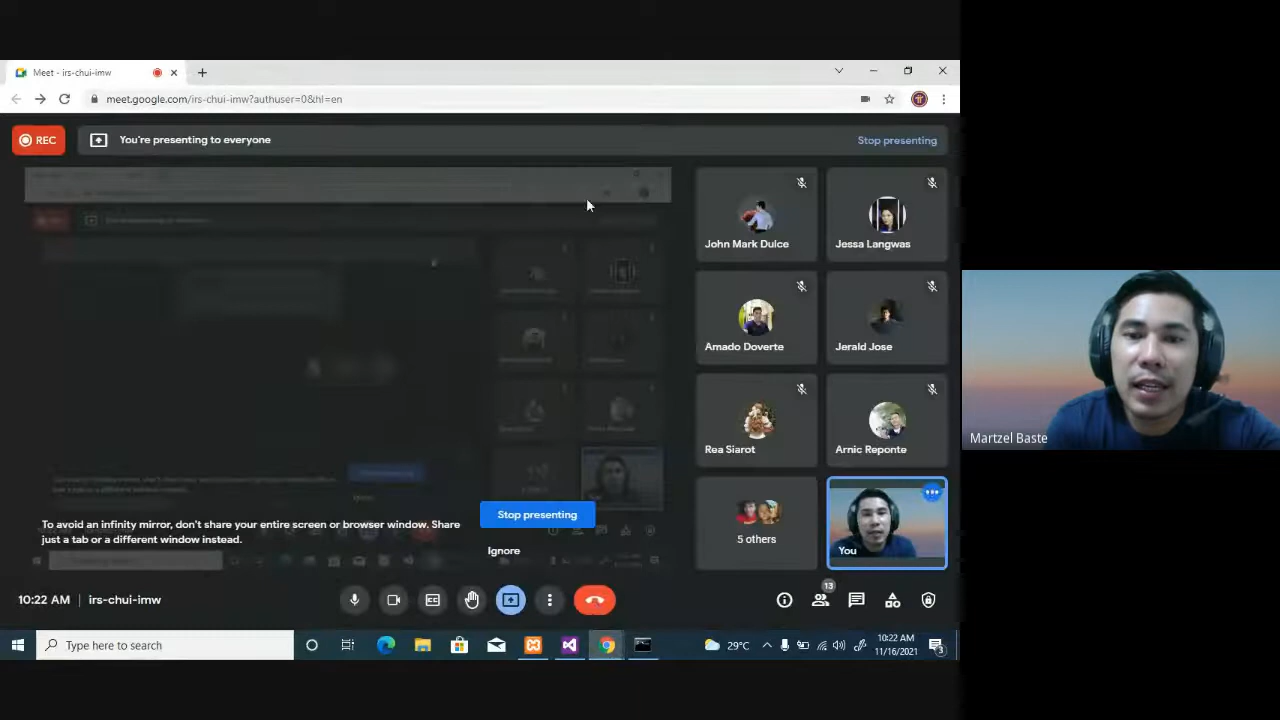 Meet - irs-chui-imw
meet.google.com/irs-chui-imw?authuser=0&hl=en
REC
You're presenting to everyone
Stop presenting
John Mark Dulce
Jessa Langwas
Amado Doverte
Jerald Jose
Rea Siarot
Arnic Reponte
5 others
You
To avoid an infinity mirror, don't share your entire screen or browser window. Share
just a tab or a different window instead.
Stop presenting
Ignore
10:22 AM
irs-chui-imw
13
Type here to search
29°C
10:22 AM
11/16/2021
3
Martzel Baste